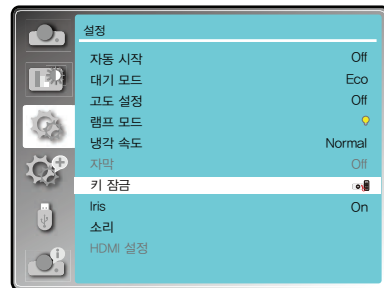 설정
자동 시작 Off
대기 모드 Eco
고도 설정 Off
램프 모드
냉각 속도 Normal
자막 Off
키 잠금
Iris On
소리
HDMI 설정